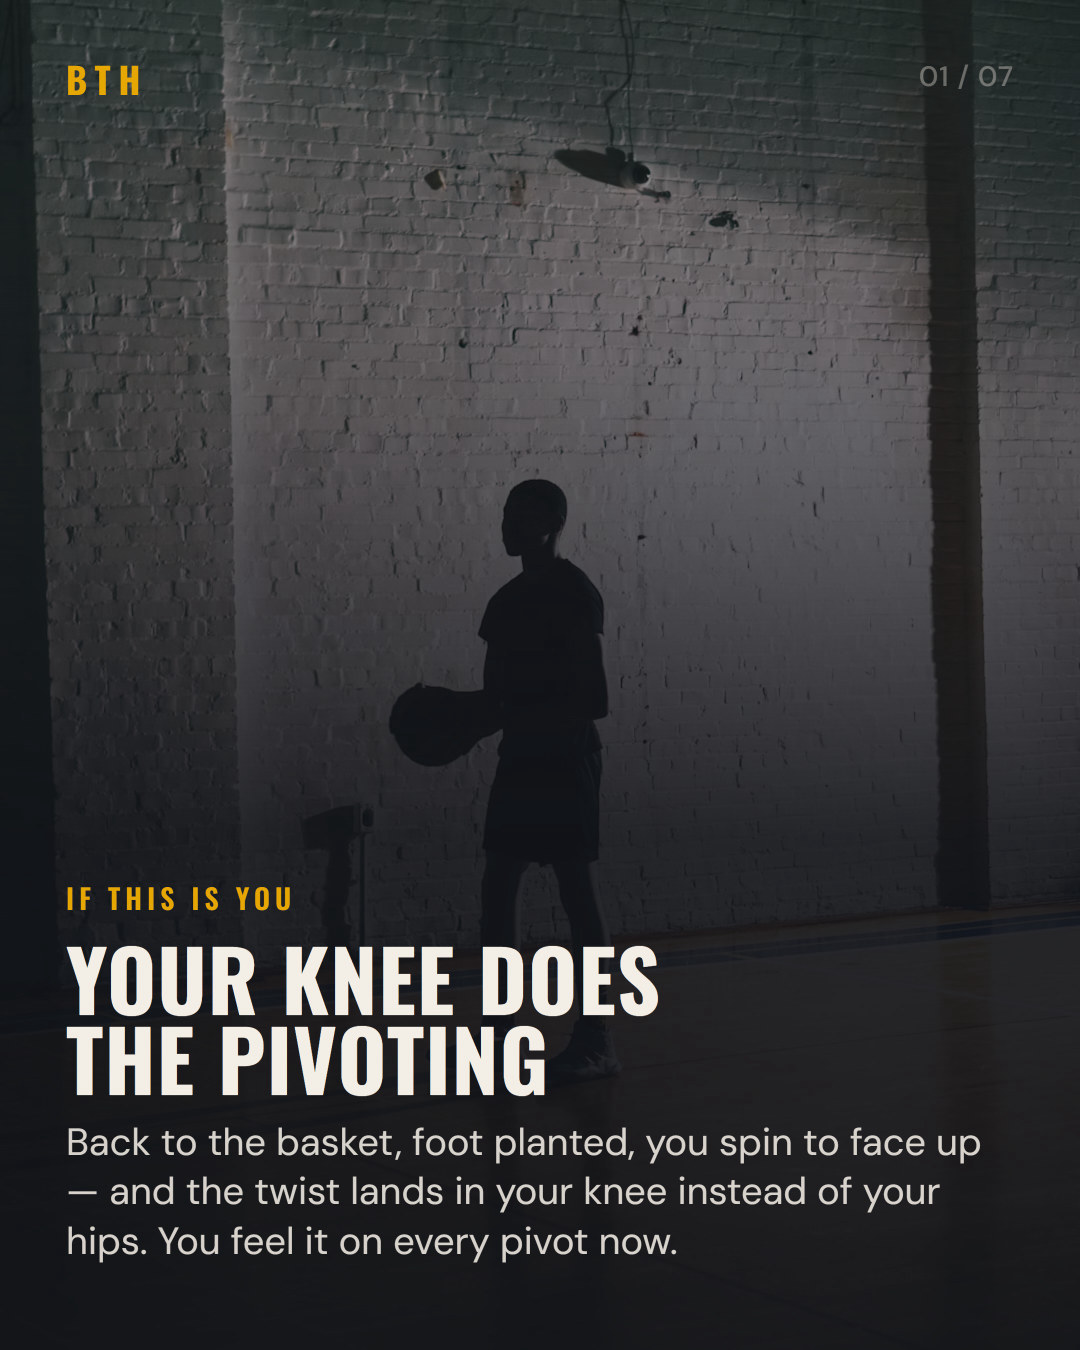 BTH
01 / 07
IF THIS IS YOU
YOUR KNEE DOES
THE PIVOTING
Back to the basket, foot planted, you spin to face up
— and the twist lands in your knee instead of your
hips. You feel it on every pivot now.